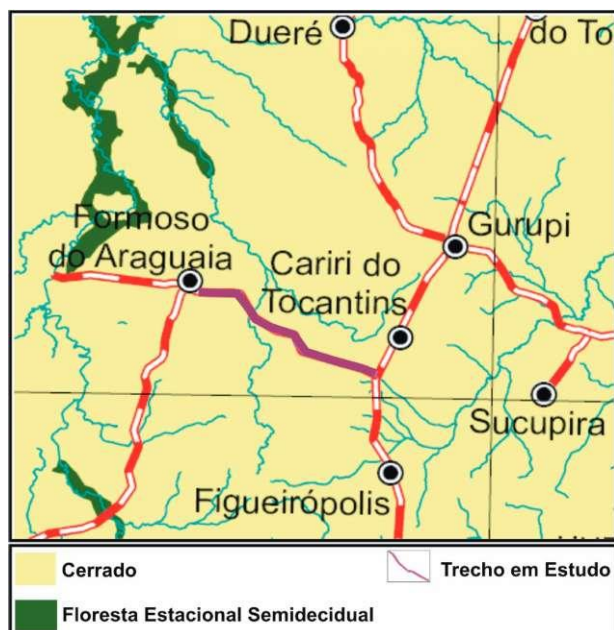 Dueré
do To
Formoso
do Araguaia
Gurupi
Cariri do
Tocantins
Sucupira
Figueirópolis
Cerrado
Trecho em Estudo
Floresta Estacional Semidecidual